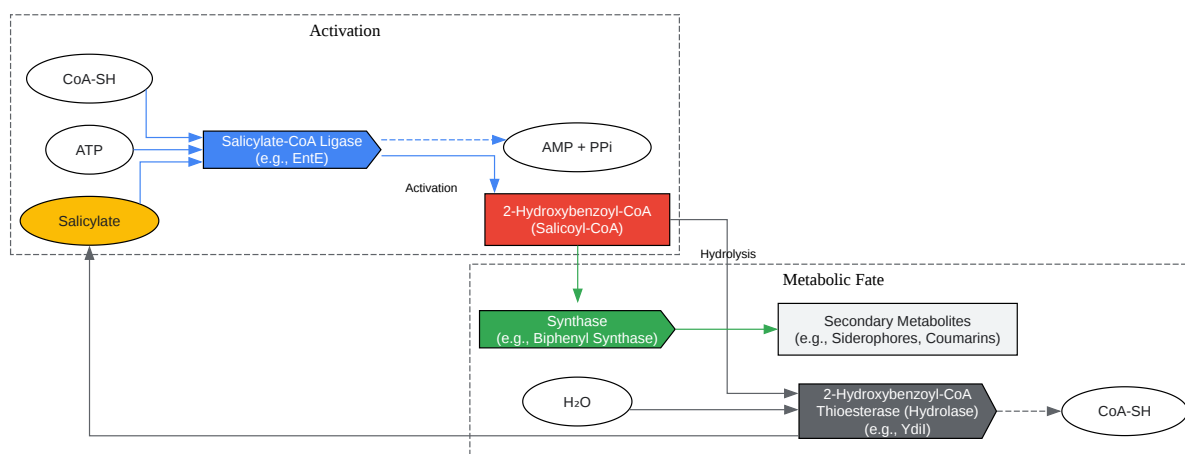 Activation
CoA-SH
Salicylate-CoA Ligase
(e.g., EntE)
ATP
AMP + PPi
Activation
Salicylate
2-Hydroxybenzoyl-CoA
(Salicoyl-CoA)
Hydrolysis
Metabolic Fate
Synthase
(e.g., Biphenyl Synthase)
Secondary Metabolites
(e.g., Siderophores, Coumarins)
H₂O
2-Hydroxybenzoyl-CoA
Thioesterase (Hydrolase)
(e.g., YdiI)
CoA-SH